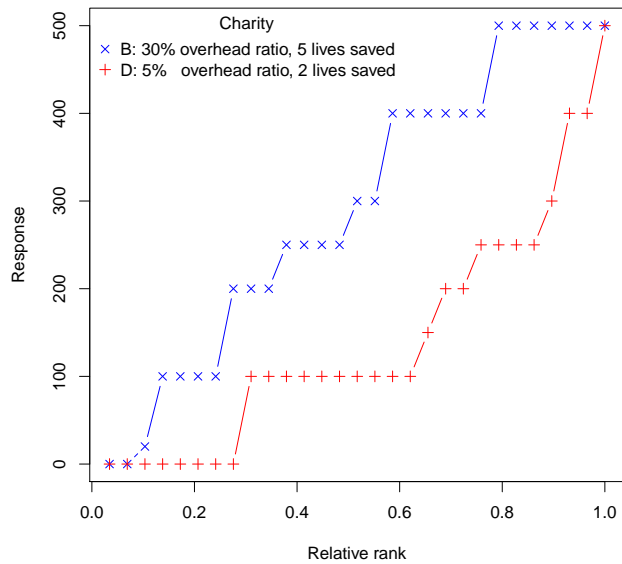 Charity
B: 30% overhead ratio, 5 lives saved
D: 5% overhead ratio, 2 lives saved
500
400
300
200
100
0
Response
0.0 0.2 0.4 0.6 0.8 1.0
Relative rank